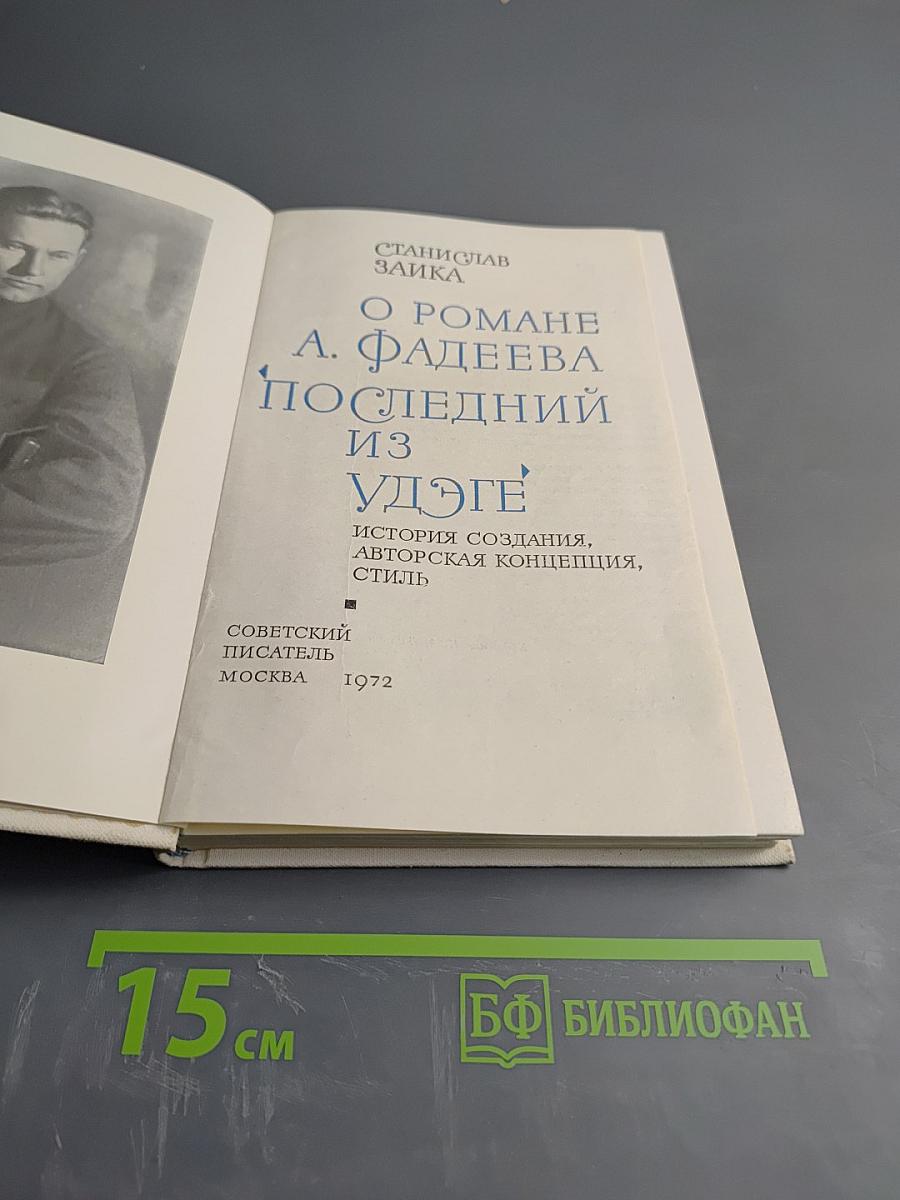 СТАНИСЛАВ
ЗАИКА
О РОМАНЕ
А. ФАДЕЕВА
"ПОСЛЕДНИЙ
ИЗ
УДЭГЕ"
ИСТОРИЯ СОЗДАНИЯ,
АВТОРСКАЯ КОНЦЕПЦИЯ,
СТИЛЬ
СОВЕТСКИЙ
ПИСАТЕЛЬ
МОСКВА 1972
15 см
БФ БИБЛИОФАН